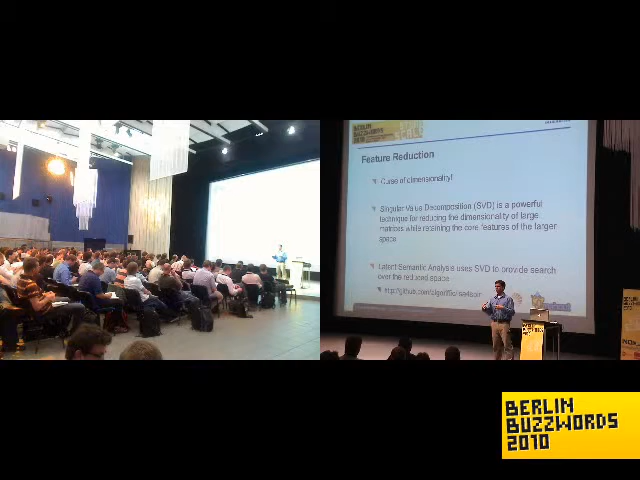 BERLIN
BUZZWORDS
Feature Reduction
Curse of dimensionality!
Singular Value Decomposition (SVD) is a powerful
technique for reducing the dimensionality of large
matrices while retaining the core features of the larger
space
Latent Semantic Analysis uses SVD to provide search
over the reduced space
BERLIN
BUZZWORDS
2010